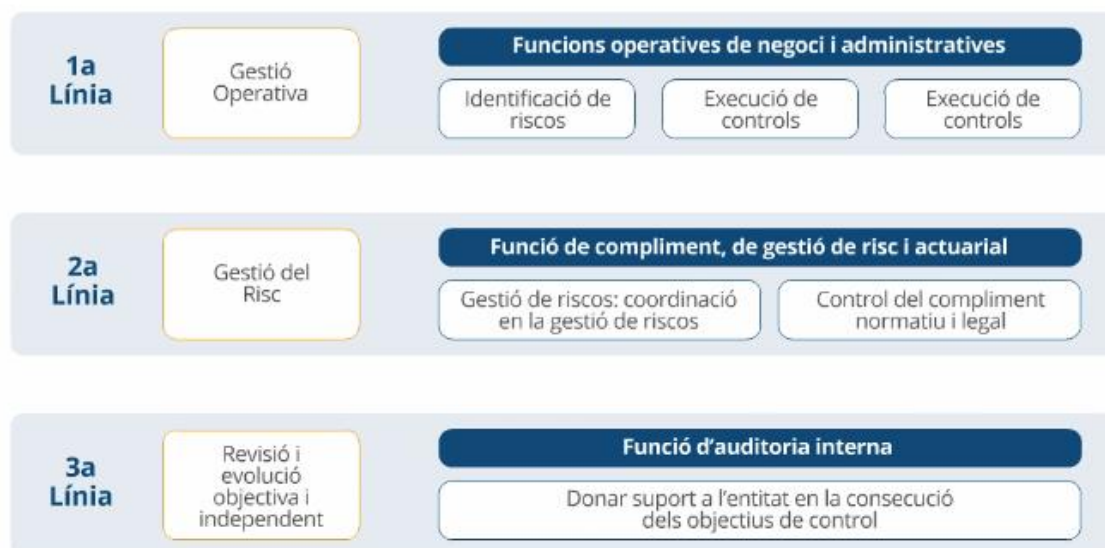 1a
Línia
Gestió
Operativa
Funcions operatives de negoci i administratives
Identificació de
riscos
Execució de
controls
Execució de
controls
2a
Línia
Gestió del
Risc
Funció de compliment, de gestió de risc i actuarial
Gestió de riscos: coordinació
en la gestió de riscos
Control del compliment
normatiu i legal
3a
Línia
Revisió i
evolució
objectiva i
independent
Funció d'auditoria interna
Donar suport a l'entitat en la consecució
dels objectius de control